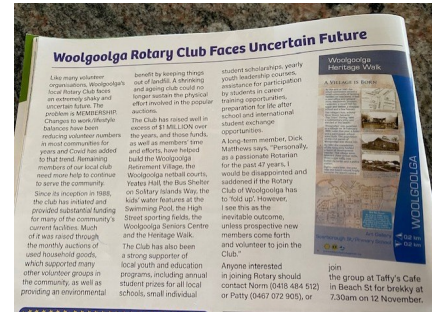 Woolgoolga Rotary Club Faces Uncertain Future
Like many volunteer
organisations, Woolgoolga's
local Rotary Club faces
an extremely shaky and
uncertain future. The
problem is MEMBERSHIP.
Changes to work/lifestyle
balances have been
reducing volunteer numbers
in most communities for
years and Covid has added
to that trend. Remaining
members of our local club
need more help to continue
to serve the community.
Since its inception in 1988,
the club has initiated and
provided substantial funding
for many of the community's
current facilities. Much
of it was raised through
the monthly auctions of
used household goods,
which supported many
other volunteer groups in
the community, as well as
providing an environmental
benefit by keeping things
out of landfill. A shrinking
and ageing club could no
longer sustain the physical
effort involved in the popular
auctions.
The Club has raised well in
excess of $1 MILLION over
the years, and those funds,
as well as members' time
and efforts, have helped
build the Woolgoolga
Retirement Village, the
Woolgoolga netball courts,
Yeates Hall, the Bus Shelter
on Solitary Islands Way, the
kids' water features at the
Swimming Pool, the High
Street sporting fields, the
Woolgoolga Seniors Centre
and the Heritage Walk.
The Club has also been
a strong supporter of
local youth and education
programs, including annual
student prizes for all local
schools, small individual
student scholarships, yearly
youth leadership courses,
assistance for participation
by students in career
training opportunities,
preparation for life after
school and international
student exchange
opportunities.
A long-term member, Dick
Matthews says, "Personally,
as a passionate Rotarian
for the past 47 years, I
would be disappointed and
saddened if the Rotary
Club of Woolgoolga has
to 'fold up'. However,
I see this as the
inevitable outcome,
unless prospective new
members come forth
and volunteer to join the
Club."
Anyone interested
in joining Rotary should
contact Norm (0418 484 512)
or Patty (0467 072 905), or
join
the group at Taffy's Cafe
in Beach St for brekky at
7.30am on 12 November.
Woolgoolga
Heritage Walk
A VILLAGE IS BORN
WOOLGOOLGA